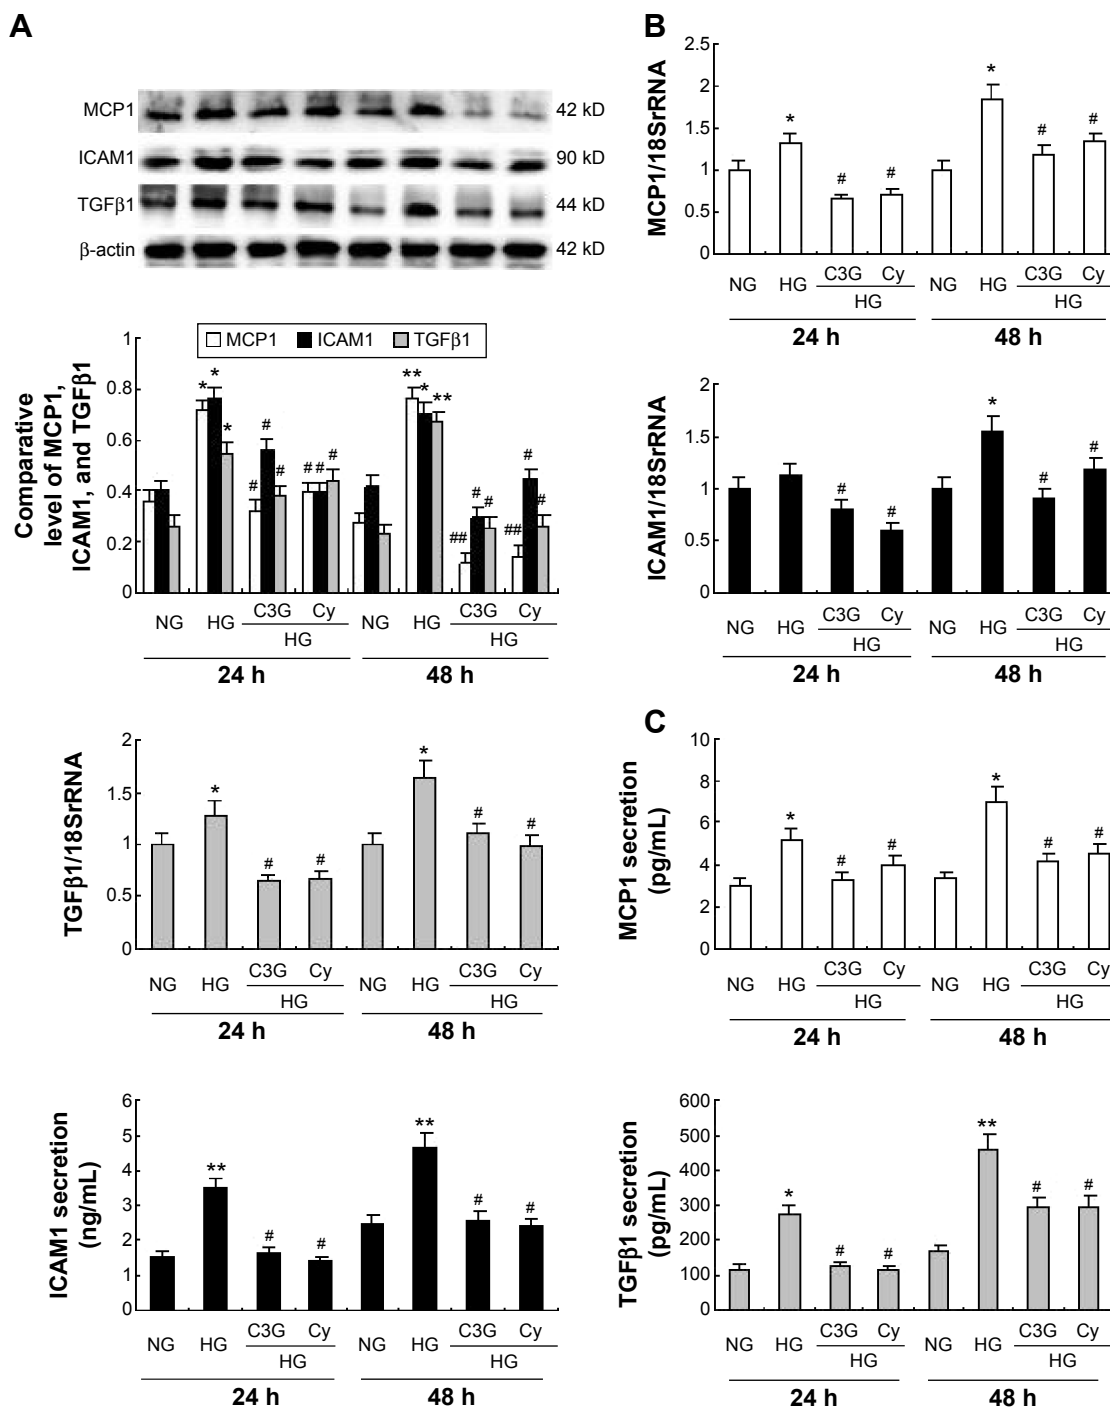 A
MCP1 42 kD
ICAM1 90 kD
TGFβ1 44 kD
β-actin 42 kD
MCP1 ICAM1 TGFβ1
Comparative
level of MCP1,
ICAM1, and TGFβ1
1
0.8
0.6
0.4
0.2
0
* * * # # # # # # ** * ** ## # # ## # #
NG HG C3G Cy NG HG C3G Cy
HG HG
24 h 48 h
B
MCP1/18SrRNA
2.5
2
1.5
1
0.5
0
* # # * # #
NG HG C3G Cy NG HG C3G Cy
HG HG
24 h 48 h
ICAM1/18SrRNA
2
1.5
1
0.5
0
# # * # #
NG HG C3G Cy NG HG C3G Cy
HG HG
24 h 48 h
TGFβ1/18SrRNA
2
1.5
1
0.5
0
* # # * # #
NG HG C3G Cy NG HG C3G Cy
HG HG
24 h 48 h
C
MCP1 secretion
(pg/mL)
10
8
6
4
2
0
* # # * # #
NG HG C3G Cy NG HG C3G Cy
HG HG
24 h 48 h
ICAM1 secretion
(ng/mL)
6
5
4
3
2
1
0
** # # ** # #
NG HG C3G Cy NG HG C3G Cy
HG HG
24 h 48 h
TGFβ1 secretion
(pg/mL)
600
500
400
300
200
100
0
* # # ** # #
NG HG C3G Cy NG HG C3G Cy
HG HG
24 h 48 h